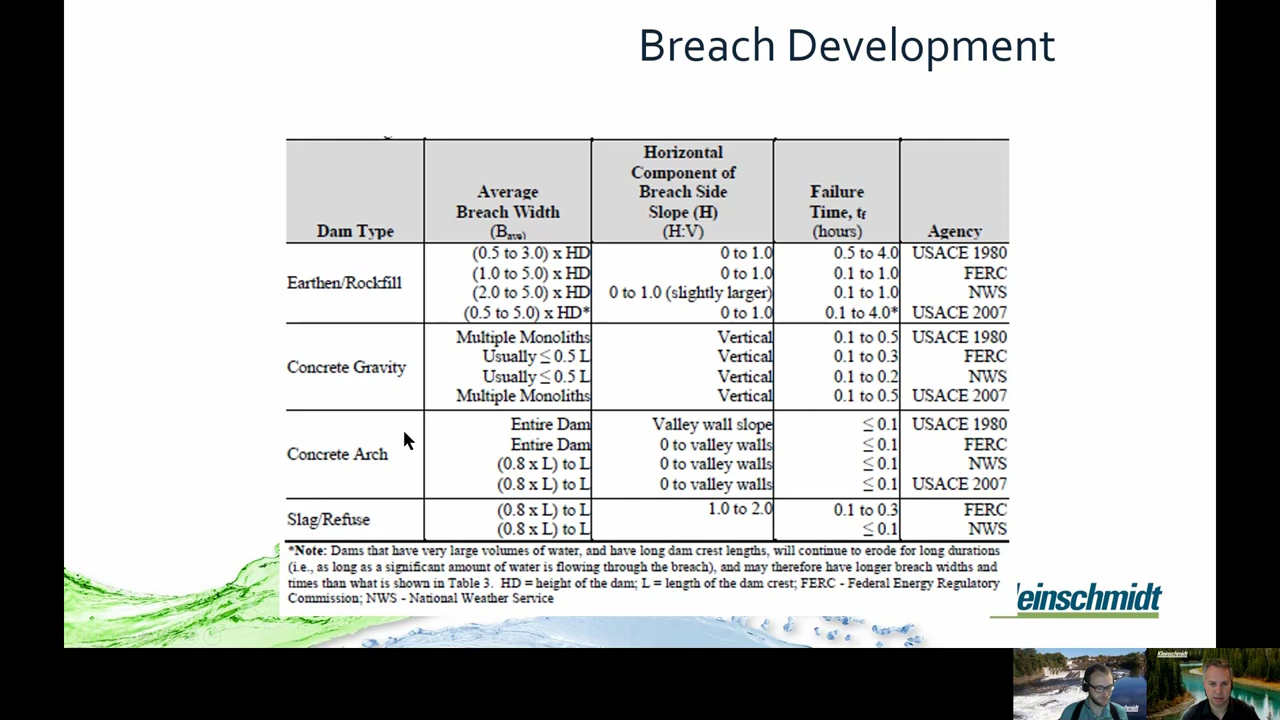 Breach Development
Dam Type
Average
Breach Width
(Bave)
Horizontal
Component of
Breach Side
Slope (H)
(H:V)
Failure
Time, tf
(hours)
Agency
Earthen/Rockfill
(0.5 to 3.0) x HD 0 to 1.0 0.5 to 4.0 USACE 1980
(1.0 to 5.0) x HD 0 to 1.0 0.1 to 1.0 FERC
(2.0 to 5.0) x HD 0 to 1.0 (slightly larger) 0.1 to 1.0 NWS
(0.5 to 5.0) x HD* 0 to 1.0 0.1 to 4.0* USACE 2007
Concrete Gravity
Multiple Monoliths Vertical 0.1 to 0.5 USACE 1980
Usually ≤ 0.5 L Vertical 0.1 to 0.3 FERC
Usually ≤ 0.5 L Vertical 0.1 to 0.2 NWS
Multiple Monoliths Vertical 0.1 to 0.5 USACE 2007
Concrete Arch
Entire Dam Valley wall slope ≤ 0.1 USACE 1980
Entire Dam 0 to valley walls ≤ 0.1 FERC
(0.8 x L) to L 0 to valley walls ≤ 0.1 NWS
(0.8 x L) to L 0 to valley walls ≤ 0.1 USACE 2007
Slag/Refuse
(0.8 x L) to L 1.0 to 2.0 0.1 to 0.3 FERC
(0.8 x L) to L ≤ 0.1 NWS
*Note: Dams that have very large volumes of water, and have long dam crest lengths, will continue to erode for long durations
(i.e., as long as a significant amount of water is flowing through the breach), and may therefore have longer breach widths and
times than what is shown in Table 3. HD = height of the dam; L = length of the dam crest; FERC - Federal Energy Regulatory
Commission; NWS - National Weather Service
leinschmidt
Kleinschmidt